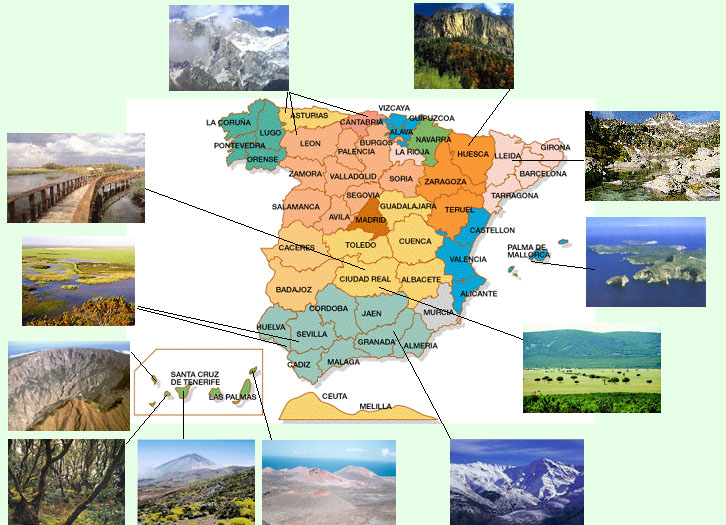 VIZCAYA
ASTURIAS
GUIPUZCOA
LA CORUÑA
CANTABRIA
LUGO
ALAVA
NAVARRA
PONTEVEDRA
LEON
BURGOS
GIRONA
PALENCIA
LA RIOJA
HUESCA
LLEIDA
ORENSE
ZAMORA
VALLADOLID
SORIA
ZARAGOZA
BARCELONA
SEGOVIA
TARRAGONA
SALAMANCA
GUADALAJARA
TERUEL
AVILA
MADRID
CASTELLON
CACERES
TOLEDO
CUENCA
PALMA DE
MALLORCA
VALENCIA
BADAJOZ
CIUDAD REAL
ALBACETE
ALICANTE
CORDOBA
JAEN
MURCIA
HUELVA
SEVILLA
GRANADA
ALMERIA
CADIZ
MALAGA
SANTA CRUZ
DE TENERIFE
LAS PALMAS
CEUTA
MELILLA